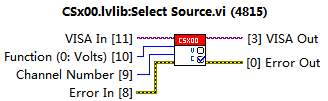 CSx00.lvlib:Select Source.vi (4815)
VISA In [11]
Function (0: Volts) [10]
Channel Number [9]
Error In [8]
CSX00
V
C
[3] VISA Out
[0] Error Out